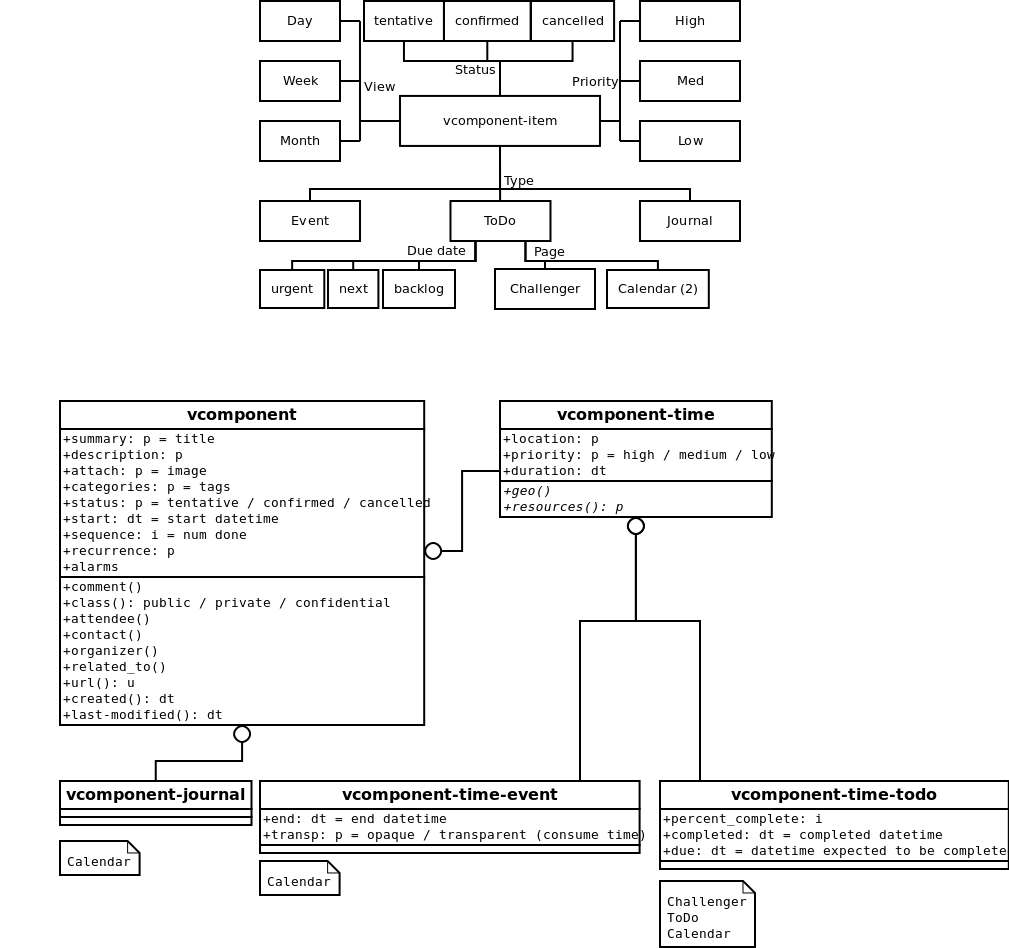 Day
tentative
confirmed
cancelled
High
Status
Week
View
Priority
Med
Month
vcomponent-item
Low
Type
Event
ToDo
Journal
Due date
Page
urgent
next
backlog
Challenger
Calendar (2)
vcomponent
+summary: p = title
+description: p
+attach: p = image
+categories: p = tags
+status: p = tentative / confirmed / cancelled
+start: dt = start datetime
+sequence: i = num done
+recurrence: p
+alarms
+comment()
+class(): public / private / confidential
+attendee()
+contact()
+organizer()
+related_to()
+url(): u
+created(): dt
+last-modified(): dt
vcomponent-time
+location: p
+priority: p = high / medium / low
+duration: dt
+geo()
+resources(): p
vcomponent-journal
Calendar
vcomponent-time-event
+end: dt = end datetime
+transp: p = opaque / transparent (consume time)
Calendar
vcomponent-time-todo
+percent_complete: i
+completed: dt = completed datetime
+due: dt = datetime expected to be complete
Challenger
ToDo
Calendar